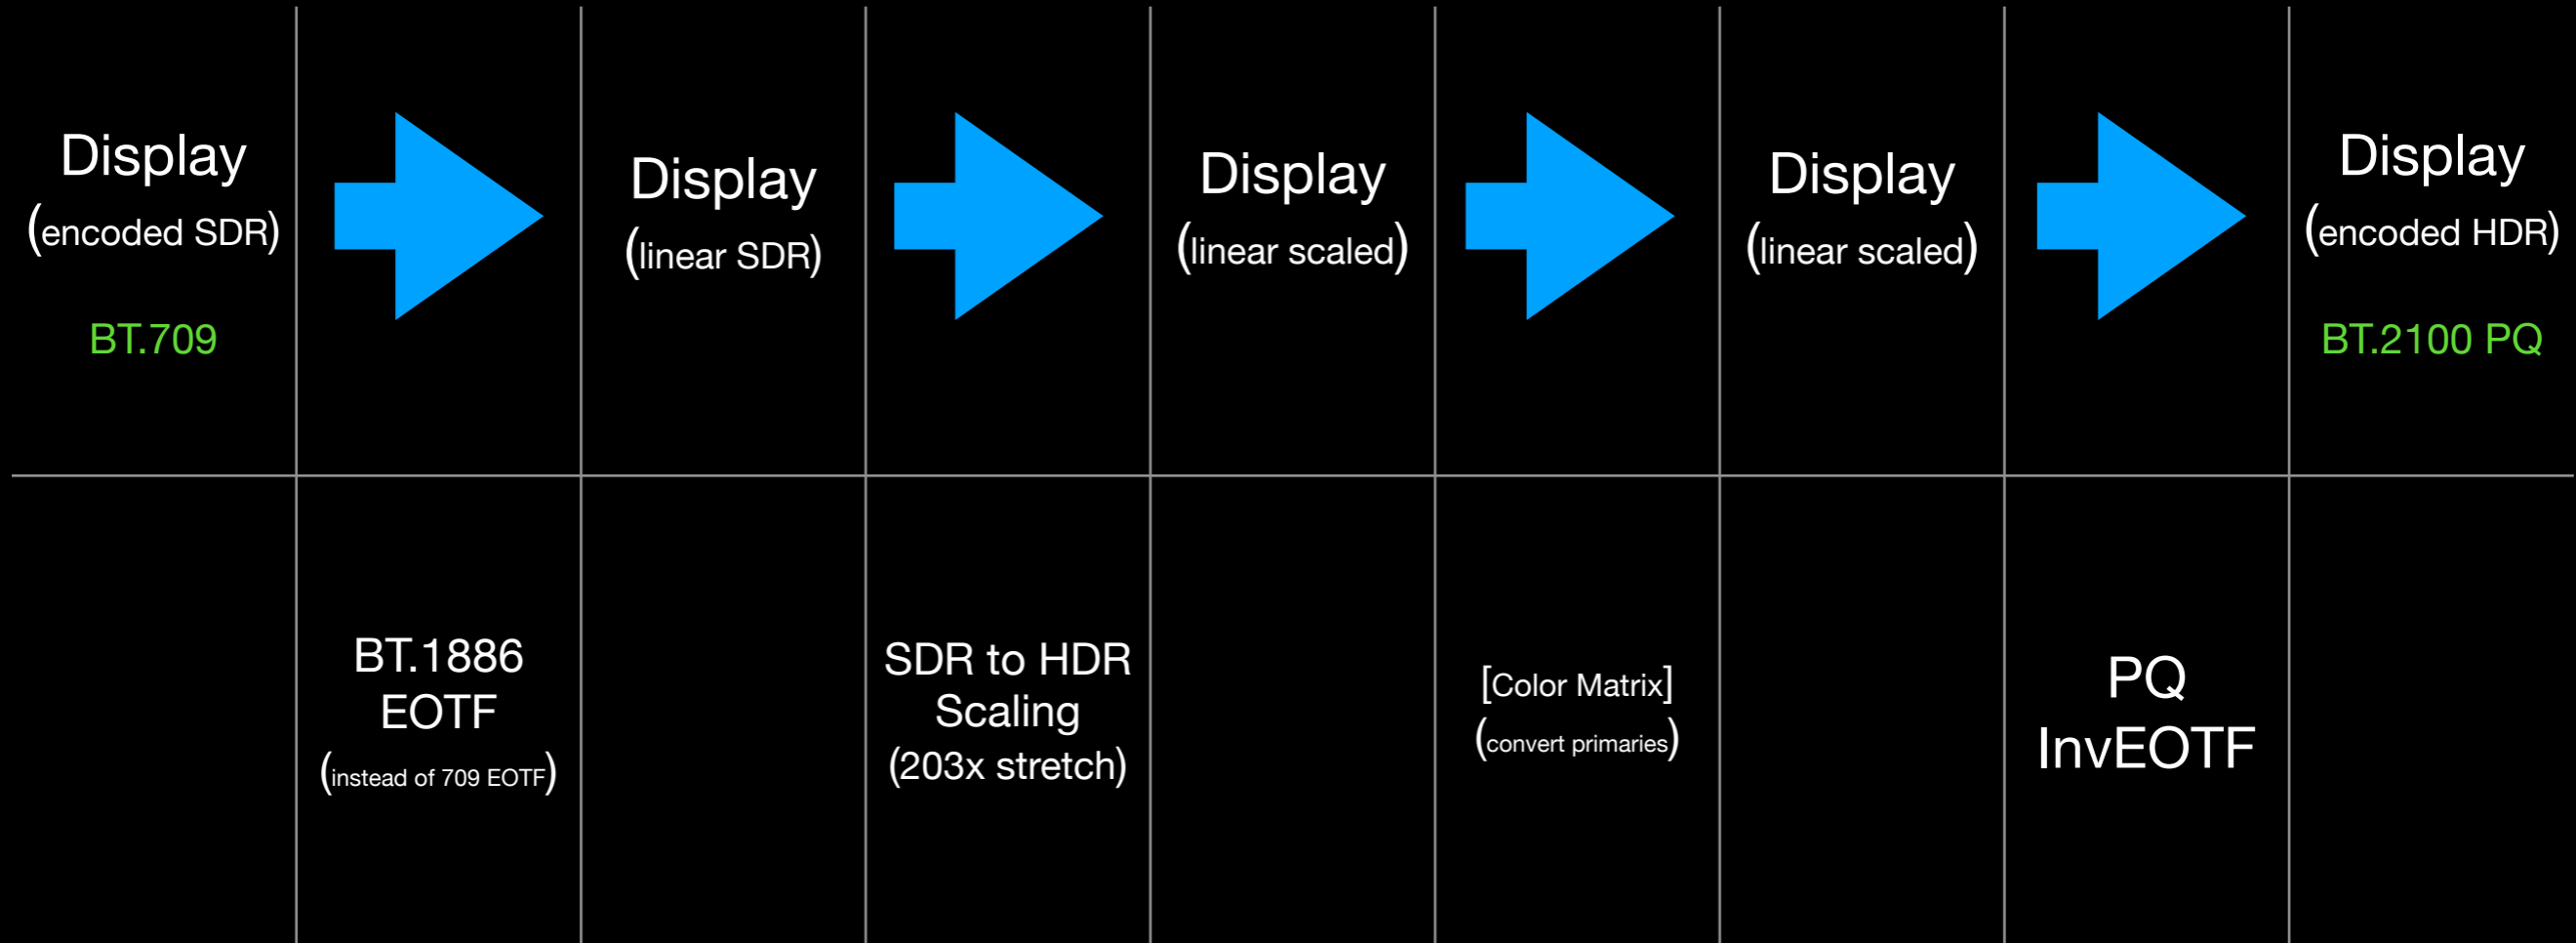 Display
(encoded SDR)
BT.709
Display
(linear SDR)
Display
(linear scaled)
Display
(linear scaled)
Display
(encoded HDR)
BT.2100 PQ
BT.1886
EOTF
(instead of 709 EOTF)
SDR to HDR
Scaling
(203x stretch)
[Color Matrix]
(convert primaries)
PQ
InvEOTF